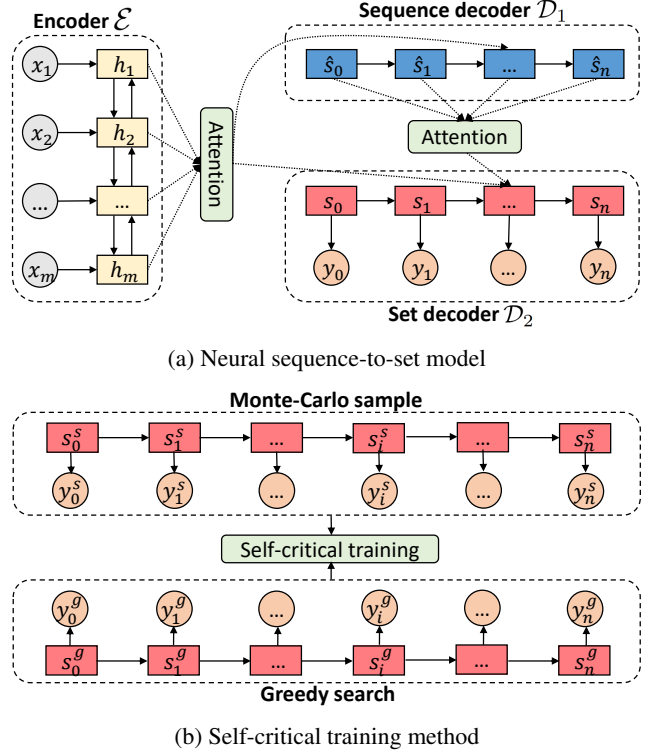 Encoder ℰ
Sequence decoder 𝒟₁
x₁ h₁
x₂ h₂
... ...
xₘ hₘ
Attention
ŝ₀ ŝ₁ ... ŝₙ
Attention
s₀ s₁ ... sₙ
y₀ y₁ ... yₙ
Set decoder 𝒟₂
(a) Neural sequence-to-set model
Monte-Carlo sample
s₀ˢ s₁ˢ ... sᵢˢ ... sₙˢ
y₀ˢ y₁ˢ ... yᵢˢ ... yₙˢ
Self-critical training
y₀ᵍ y₁ᵍ ... yᵢᵍ ... yₙᵍ
s₀ᵍ s₁ᵍ ... sᵢᵍ ... sₙᵍ
Greedy search
(b) Self-critical training method